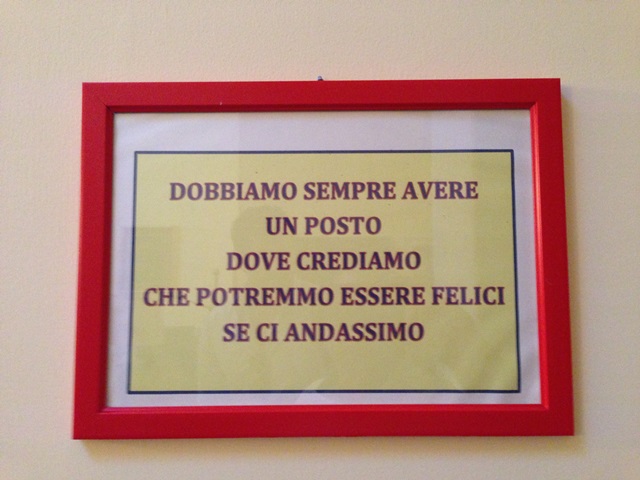 DOBBIAMO SEMPRE AVERE
UN POSTO
DOVE CREDIAMO
CHE POTREMMO ESSERE FELICI
SE CI ANDASSIMO